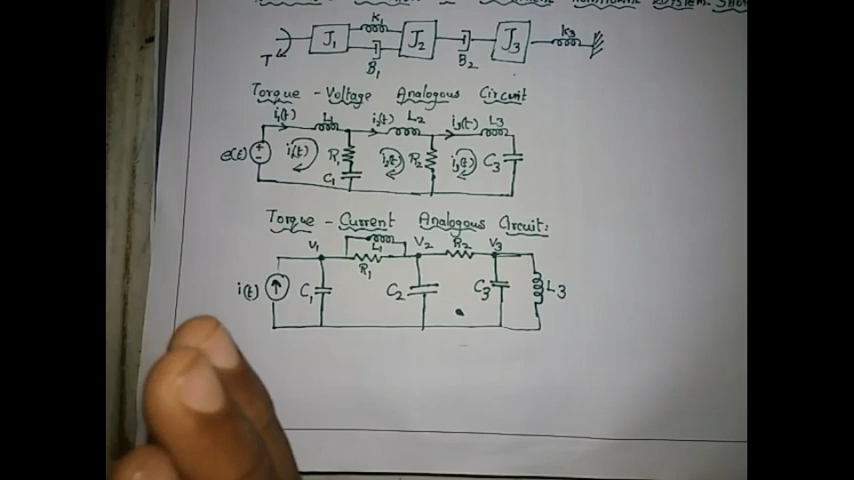 System-
K₁ K₃
J₁ J₂ J₃
T B₁ B₂
Torque - Voltage Analogous Circuit
i₁(t) L₁ i₂(t) L₂ i₃(t) L₃
e(t) + - i₁(t) R₁ i₂(t) R₂ i₃(t) C₃
C₁
Torque - Current Analogous Circuit:
V₁ L₁ V₂ R₂ V₃
R₁
i(t) C₁ C₂ C₃ L₃